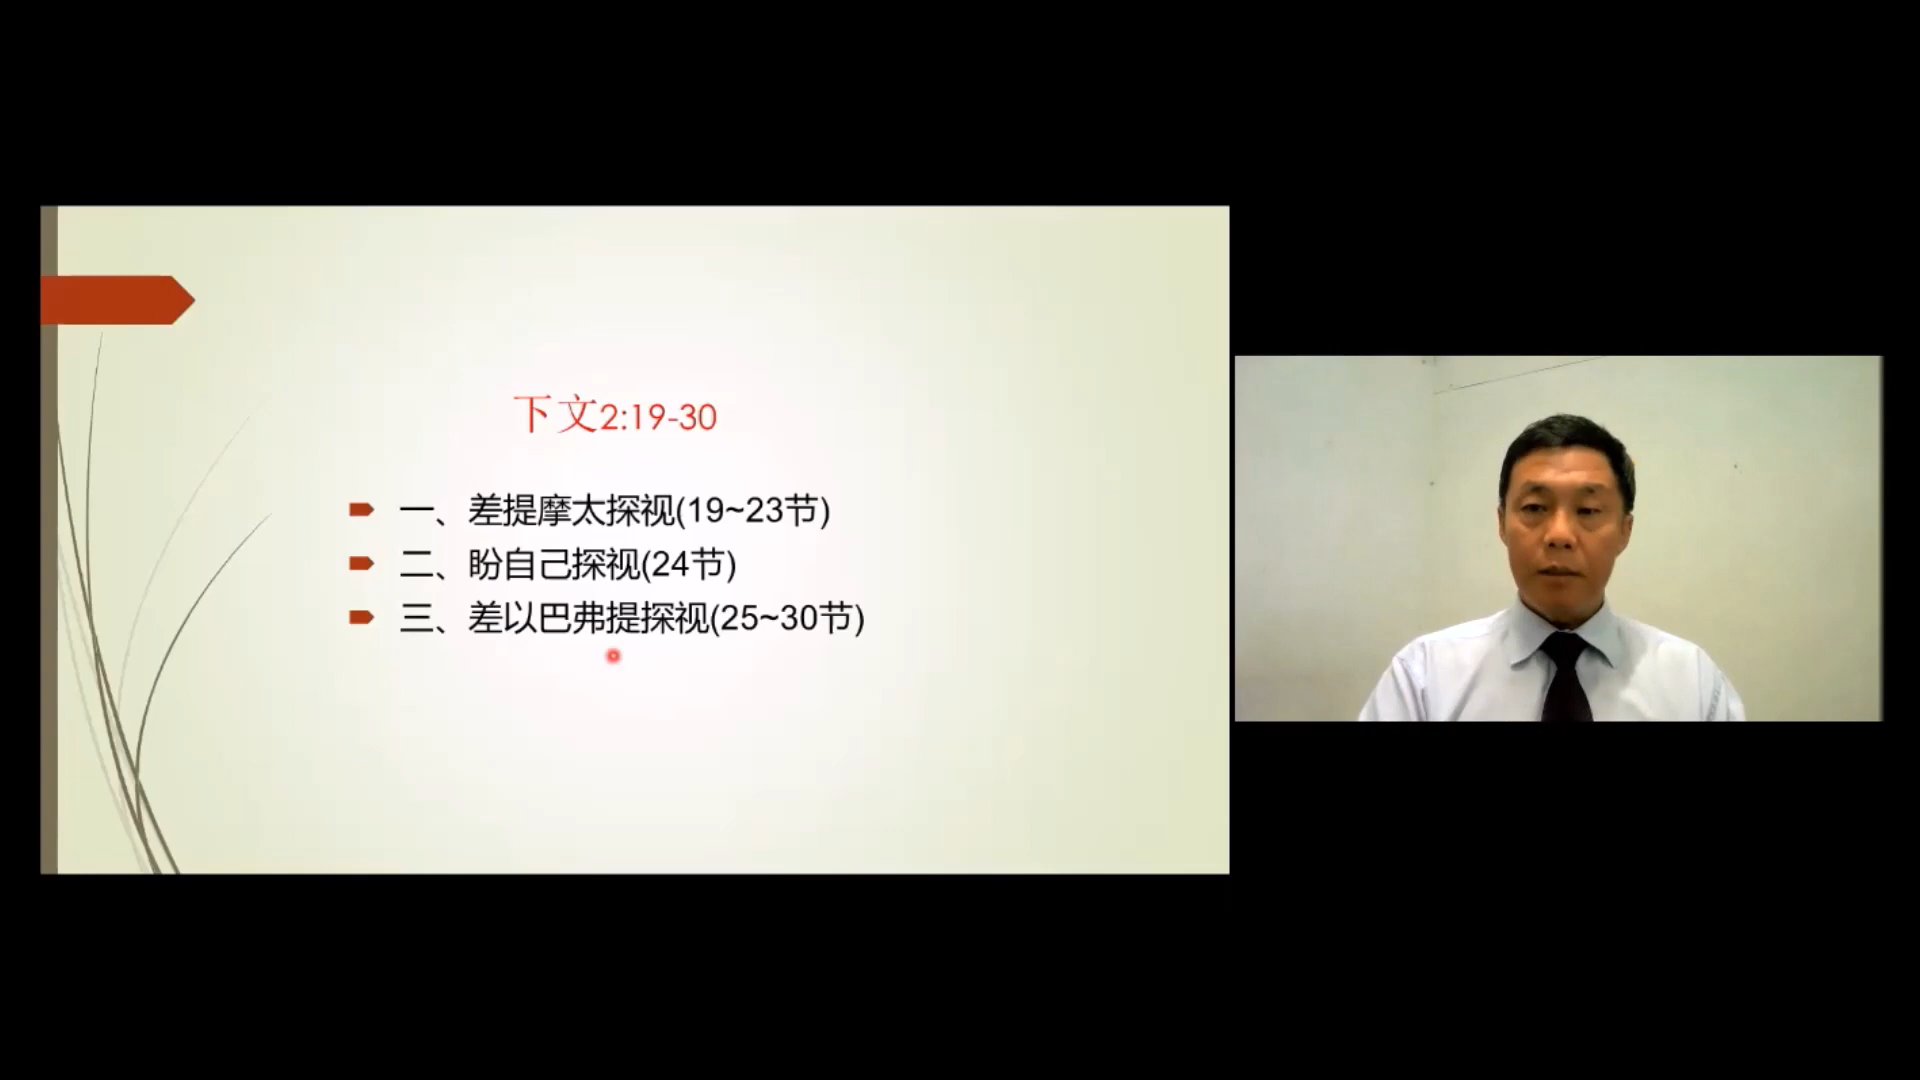 下文2:19-30
一、差提摩太探视(19~23节)
二、盼自己探视(24节)
三、差以巴弗提探视(25~30节)